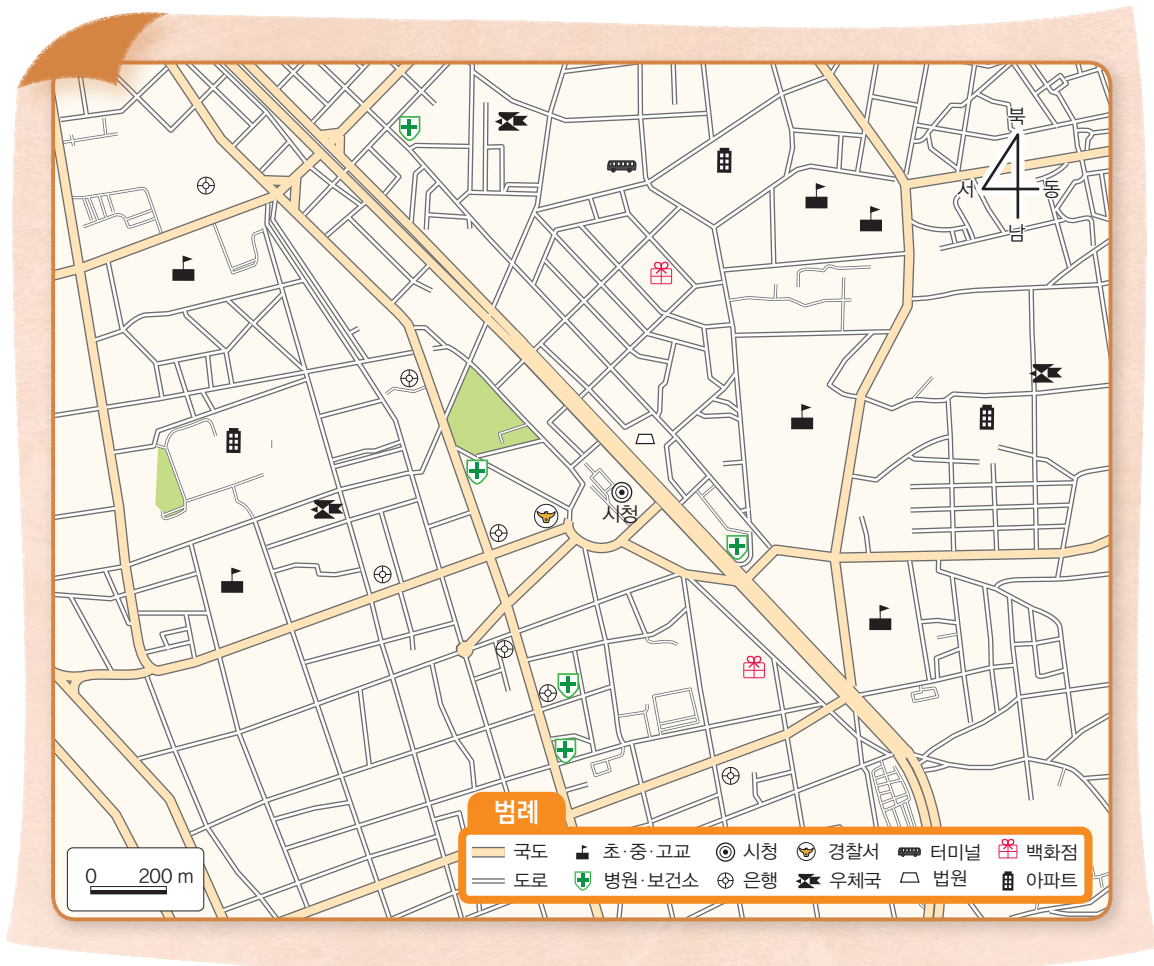 북
서 동
남
시청
범례
국도 초·중·고교 시청 경찰서 터미널 백화점
도로 병원·보건소 은행 우체국 법원 아파트
0 200 m